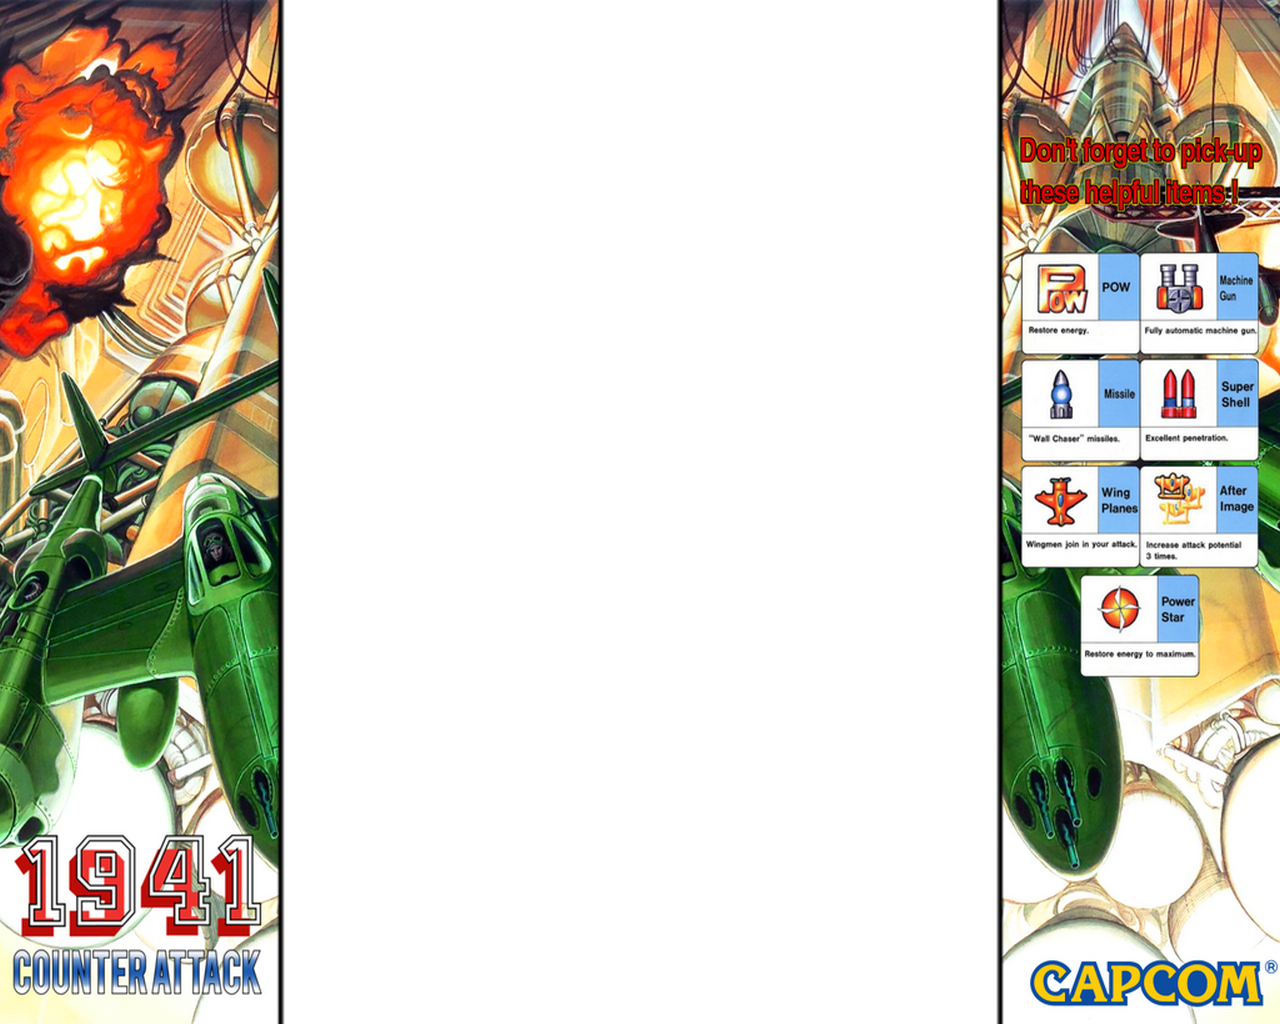 Don't forget to pick-up
these helpful items !
POW
POW
Restore energy.
Machine
Gun
Fully automatic machine gun.
Missile
"Wall Chaser" missiles.
Super
Shell
Excellent penetration.
Wing
Planes
Wingmen join in your attack.
After
Image
Increase attack potential
3 times.
Power
Star
Restore energy to maximum.
1941
COUNTER ATTACK
CAPCOM®